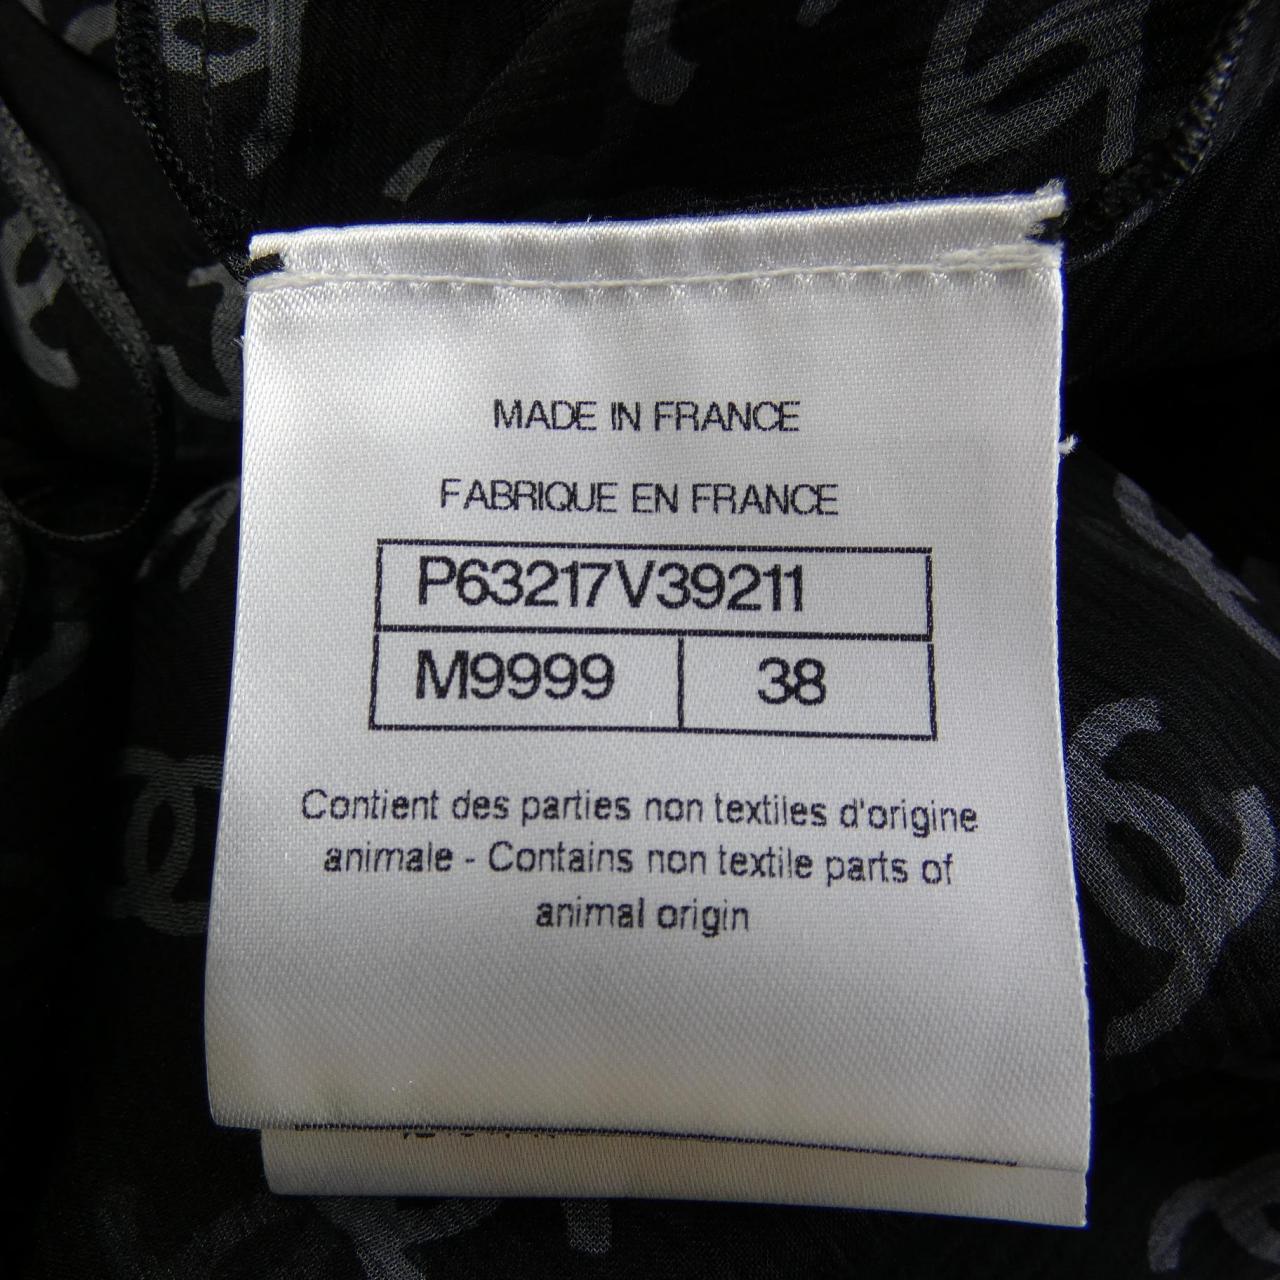 MADE IN FRANCE
FABRIQUE EN FRANCE
P63217V39211
M9999 38
Contient des parties non textiles d'origine
animale - Contains non textile parts of
animal origin